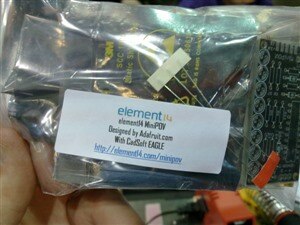 element14
element14 MiniPOV
Designed by Adafruit.com
With CadSoft EAGLE
http://element14.com/minipov